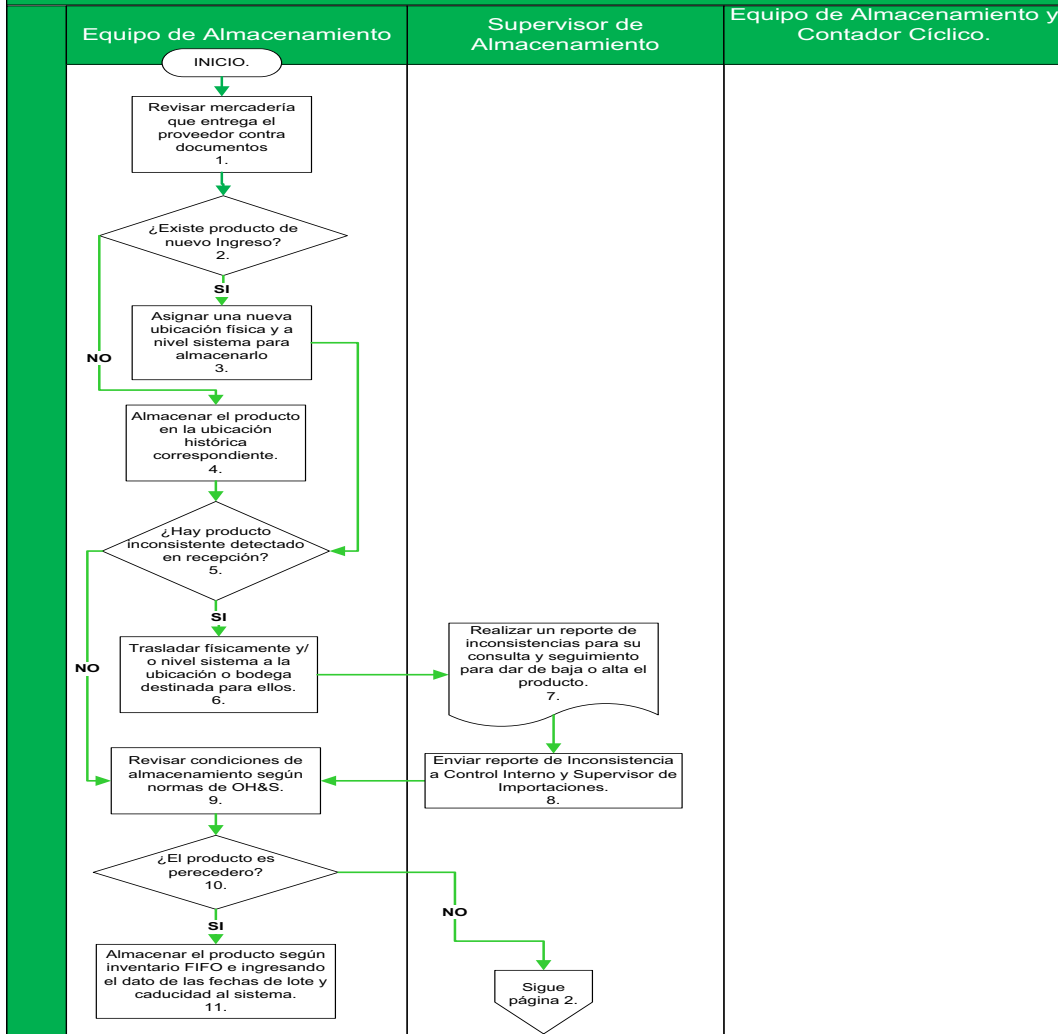 Equipo de Almacenamiento
Supervisor de
Almacenamiento
Equipo de Almacenamiento y
Contador Cíclico.
INICIO.
Revisar mercadería
que entrega el
proveedor contra
documentos
1.
¿Existe producto de
nuevo Ingreso?
2.
SI
NO
Asignar una nueva
ubicación física y a
nivel sistema para
almacenarlo
3.
Almacenar el producto
en la ubicación
histórica
correspondiente.
4.
¿Hay producto
inconsistente detectado
en recepción?
5.
SI
NO
Trasladar físicamente y/
o nivel sistema a la
ubicación o bodega
destinada para ellos.
6.
Realizar un reporte de
inconsistencias para su
consulta y seguimiento
para dar de baja o alta el
producto.
7.
Enviar reporte de Inconsistencia
a Control Interno y Supervisor de
Importaciones.
8.
Revisar condiciones de
almacenamiento según
normas de OH&S.
9.
¿El producto es
perecedero?
10.
SI
NO
Almacenar el producto según
inventario FIFO e ingresando
el dato de las fechas de lote y
caducidad al sistema.
11.
Sigue
página 2.